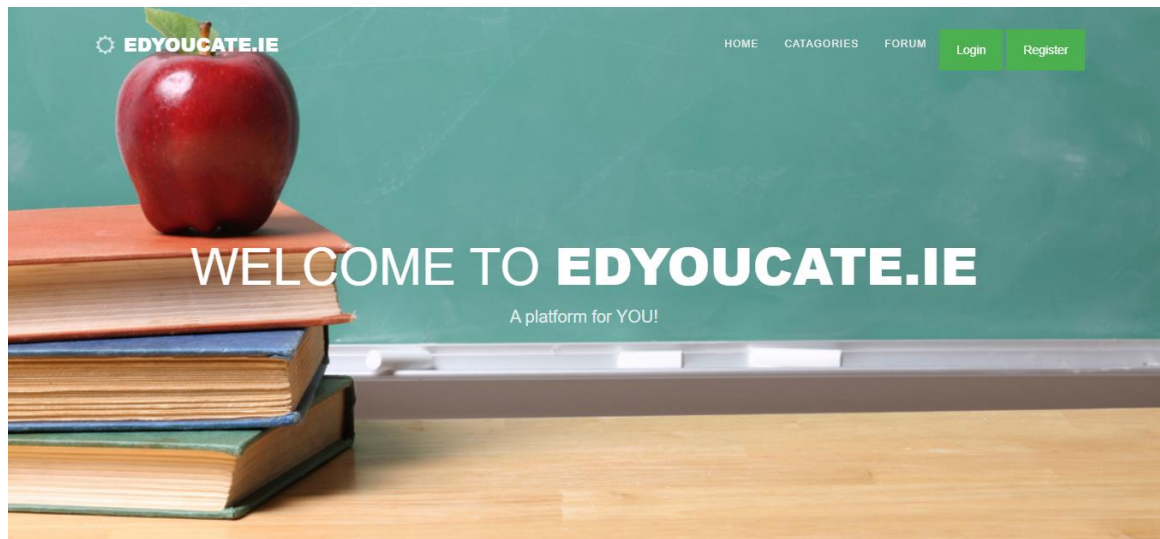 EDYOUCATE.IE
HOME CATAGORIES FORUM Login Register
WELCOME TO EDYOUCATE.IE
A platform for YOU!